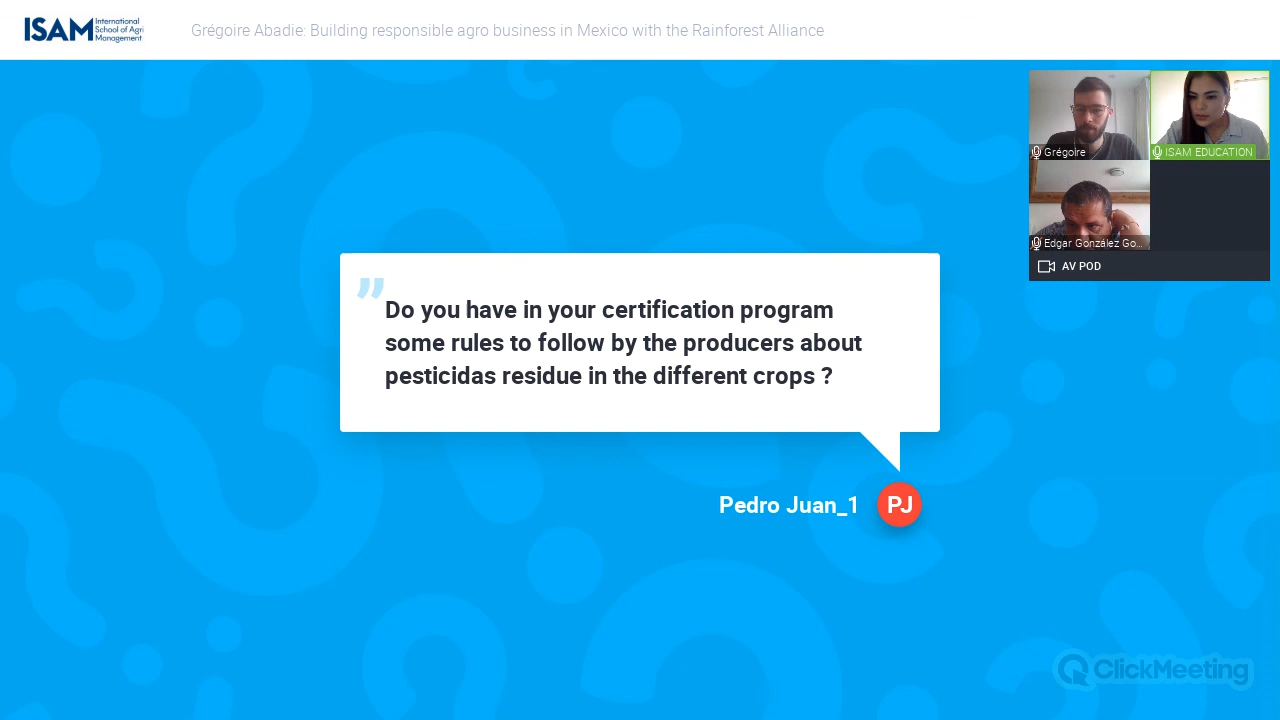 ISAM International
School of Agri
Management
Grégoire Abadie: Building responsible agro business in Mexico with the Rainforest Alliance
Grégoire
ISAM EDUCATION
Edgar González Go...
AV POD
"
Do you have in your certification program
some rules to follow by the producers about
pesticidas residue in the different crops ?
Pedro Juan_1
PJ
ClickMeeting